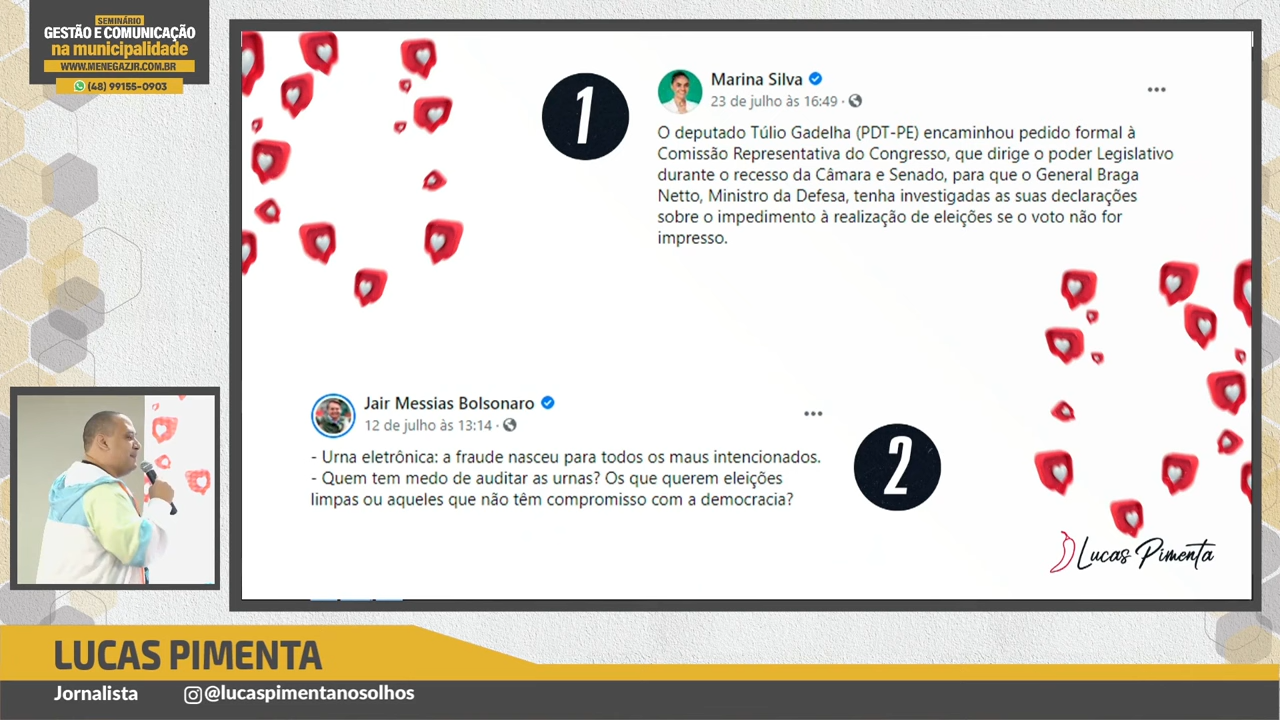 SEMINÁRIO
GESTÃO E COMUNICAÇÃO
na municipalidade
WWW.MENEGAZJR.COM.BR
(48) 99155-0903
1
Marina Silva
23 de julho às 16:49 ·
O deputado Túlio Gadelha (PDT-PE) encaminhou pedido formal à
Comissão Representativa do Congresso, que dirige o poder Legislativo
durante o recesso da Câmara e Senado, para que o General Braga
Netto, Ministro da Defesa, tenha investigadas as suas declarações
sobre o impedimento à realização de eleições se o voto não for
impresso.
Jair Messias Bolsonaro
12 de julho às 13:14 ·
- Urna eletrônica: a fraude nasceu para todos os maus intencionados.
- Quem tem medo de auditar as urnas? Os que querem eleições
limpas ou aqueles que não têm compromisso com a democracia?
2
Lucas Pimenta
LUCAS PIMENTA
Jornalista
@lucaspimentanosolhos